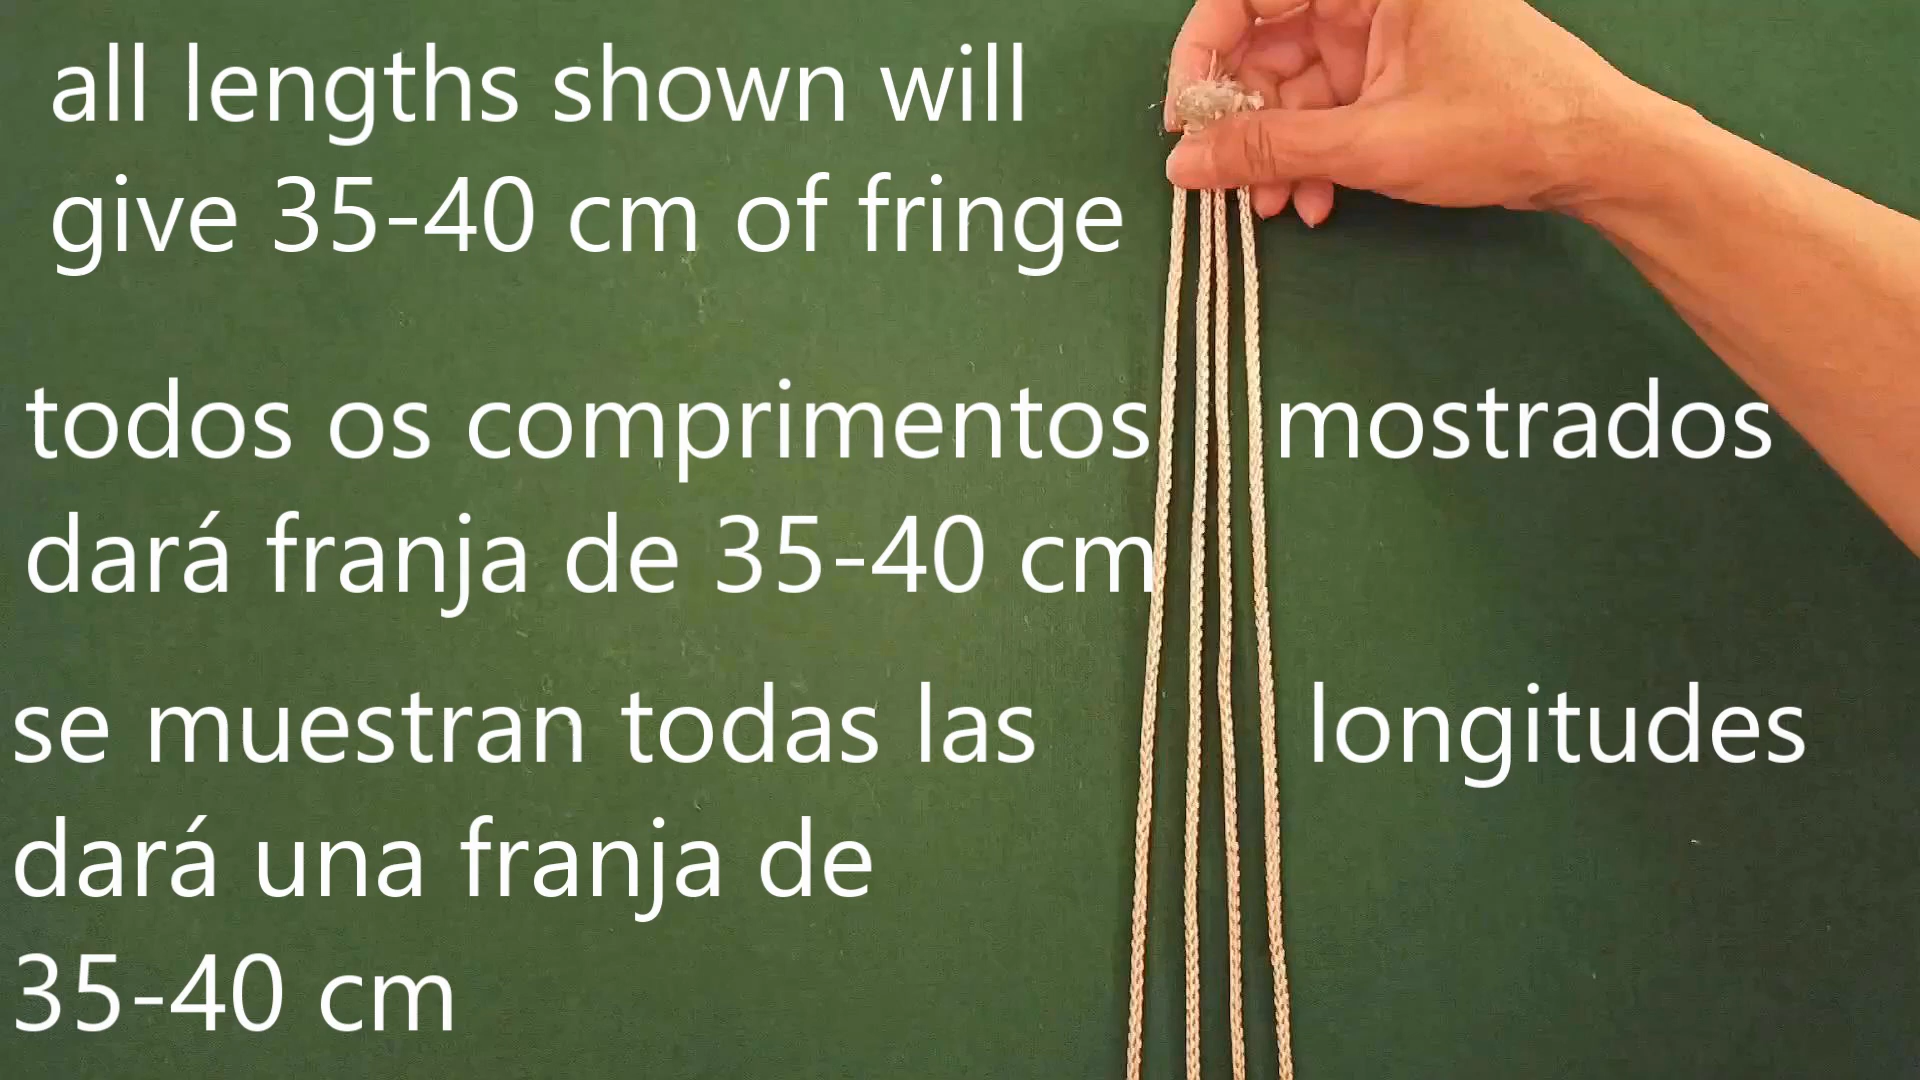 all lengths shown will
give 35-40 cm of fringe
todos os comprimentos mostrados
dará franja de 35-40 cm
se muestran todas las longitudes
dará una franja de
35-40 cm